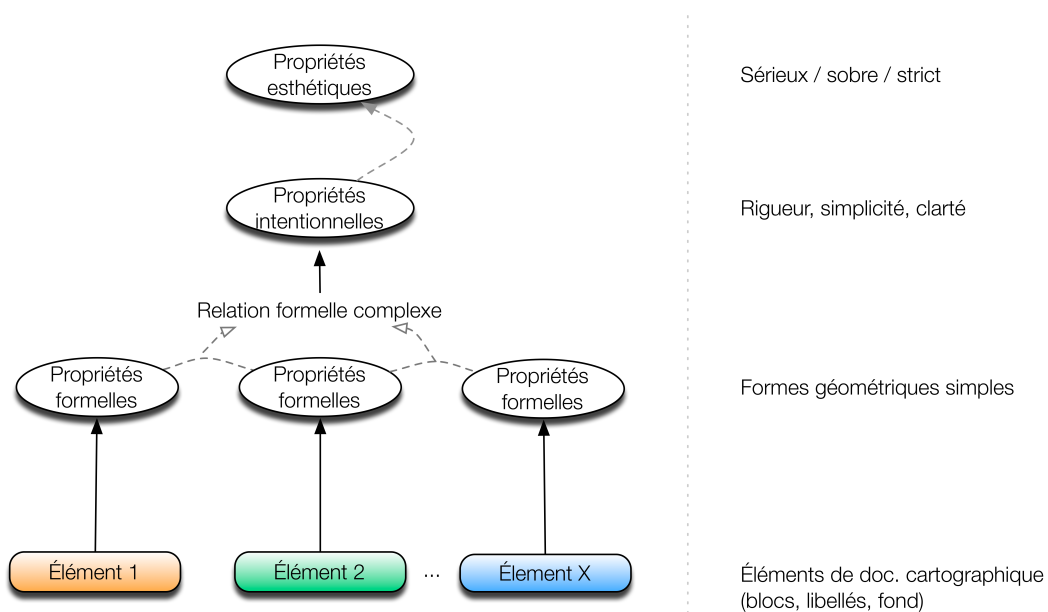 Propriétés
esthétiques
Sérieux / sobre / strict
Propriétés
intentionnelles
Rigueur, simplicité, clarté
Relation formelle complexe
Propriétés
formelles
Propriétés
formelles
Propriétés
formelles
Formes géométriques simples
Élément 1
Élément 2
...
Élement X
Éléments de doc. cartographique
(blocs, libellés, fond)